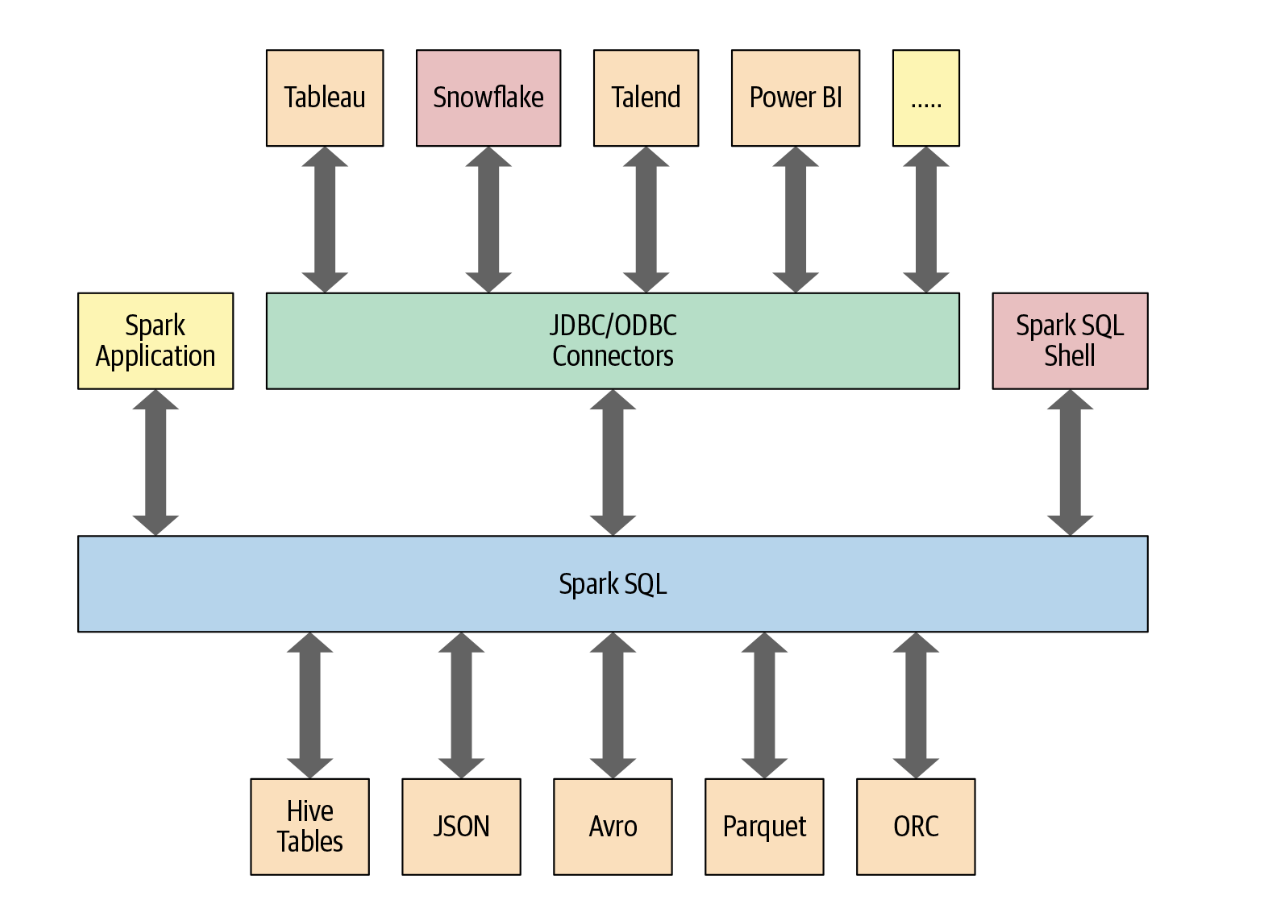 Tableau
Snowflake
Talend
Power BI
.....
Spark
Application
JDBC/ODBC
Connectors
Spark SQL
Shell
Spark SQL
Hive
Tables
JSON
Avro
Parquet
ORC